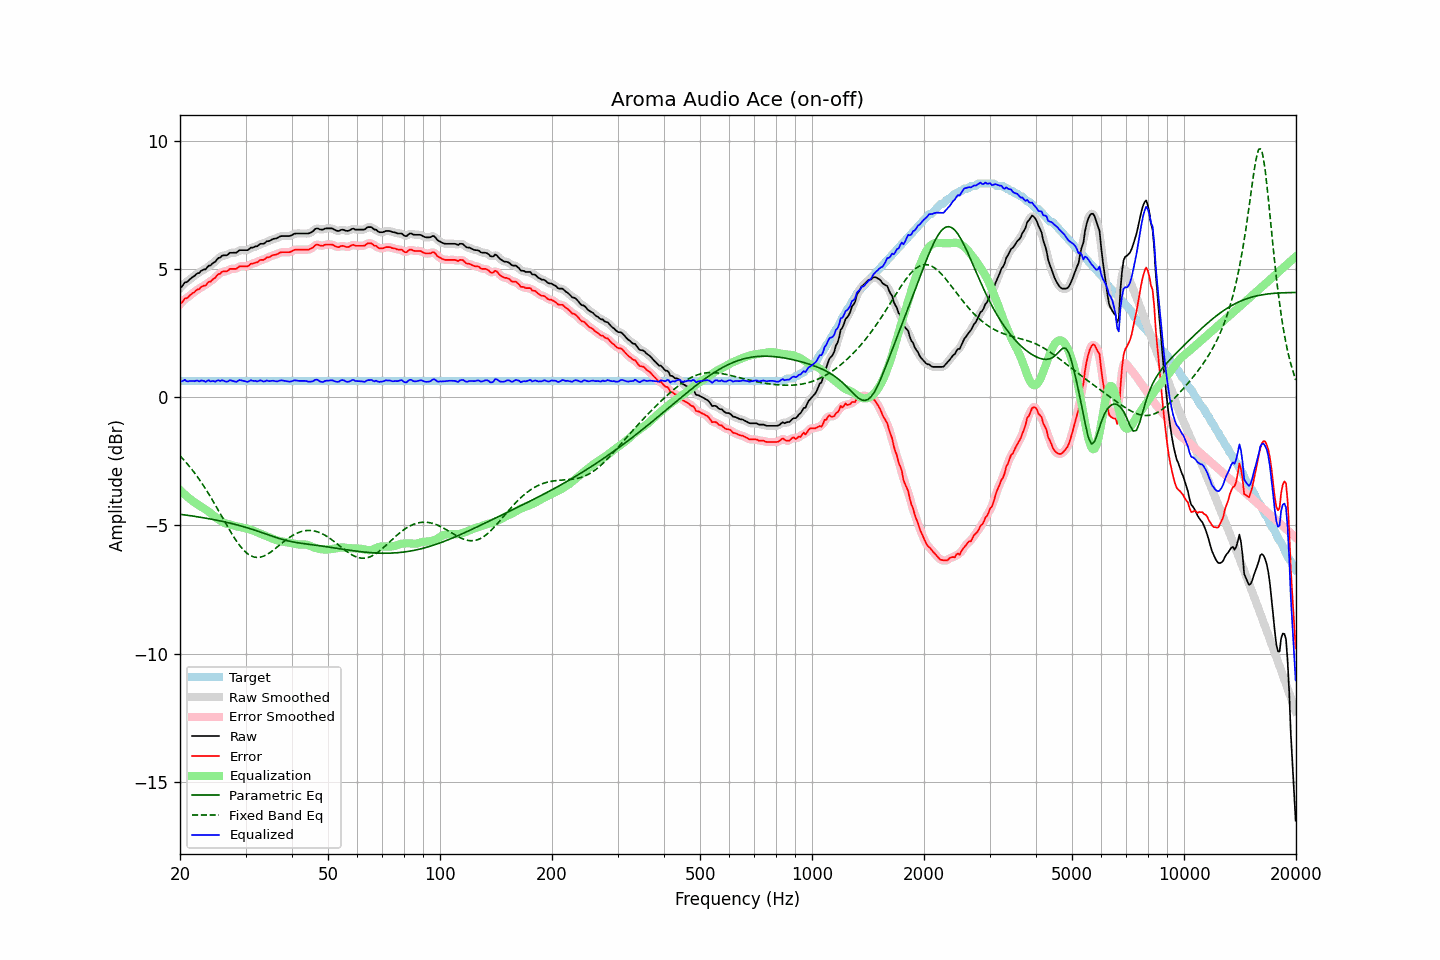 Aroma Audio Ace (on-off)
10
5
0
−5
−10
−15
Amplitude (dBr)
Target
Raw Smoothed
Error Smoothed
Raw
Error
Equalization
Parametric Eq
Fixed Band Eq
Equalized
20 50 100 200 500 1000 2000 5000 10000 20000
Frequency (Hz)